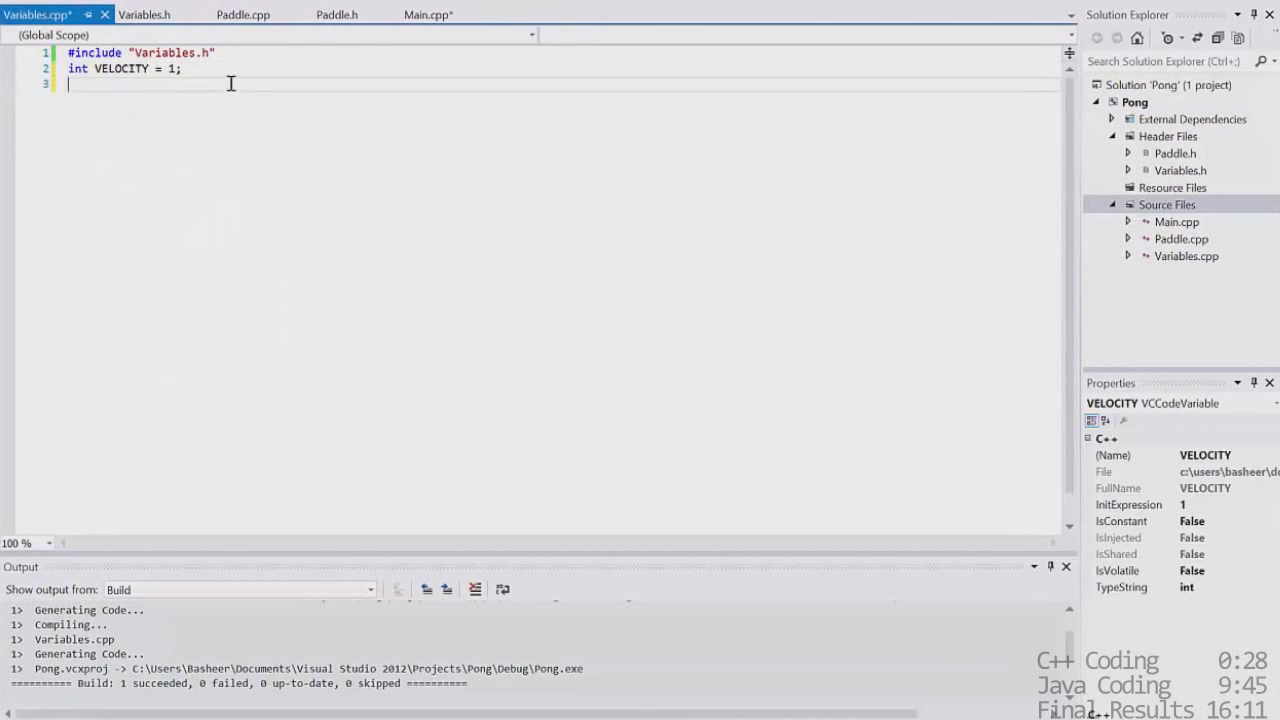 Variables.cpp*
Variables.h
Paddle.cpp
Paddle.h
Main.cpp*
(Global Scope)
1 #include "Variables.h"
2 int VELOCITY = 1;
3
100 %
Output
Show output from: Build
1> Generating Code...
1> Compiling...
1> Variables.cpp
1> Generating Code...
1> Pong.vcxproj -> C:\Users\Basheer\Documents\Visual Studio 2012\Projects\Pong\Debug\Pong.exe
========== Build: 1 succeeded, 0 failed, 0 up-to-date, 0 skipped ==========
Solution Explorer
Search Solution Explorer (Ctrl+;)
Solution 'Pong' (1 project)
Pong
External Dependencies
Header Files
Paddle.h
Variables.h
Resource Files
Source Files
Main.cpp
Paddle.cpp
Variables.cpp
Properties
VELOCITY VCCodeVariable
C++
(Name) VELOCITY
File c:\users\basheer\do
FullName VELOCITY
InitExpression 1
IsConstant False
IsInjected False
IsShared False
IsVolatile False
TypeString int
C++ Coding 0:28
Java Coding 9:45
Final Results 16:11
C++